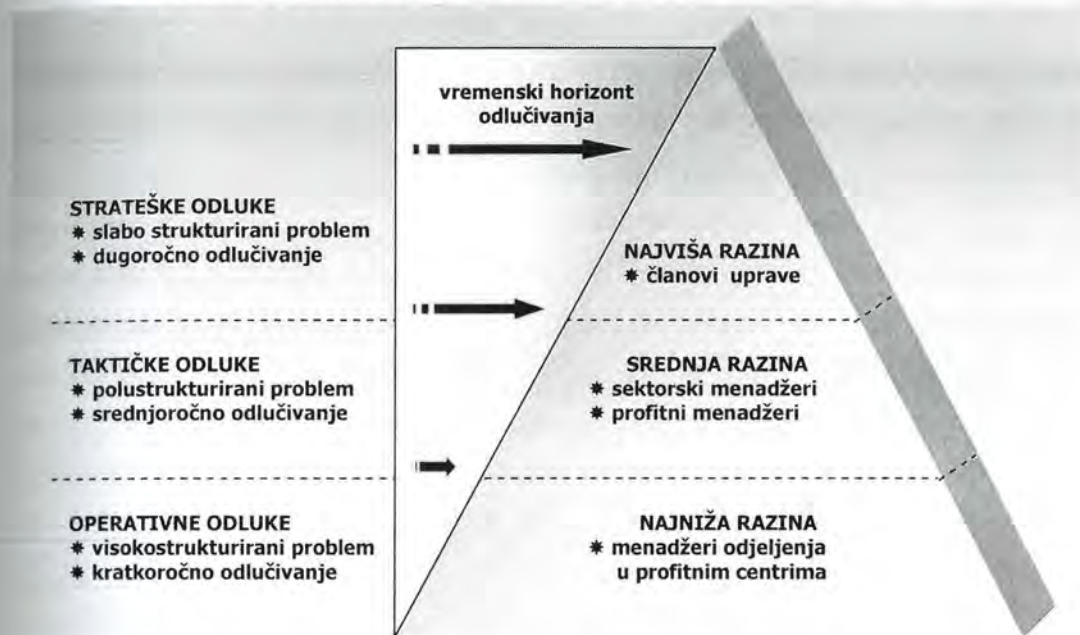 vremenski horizont
odlučivanja
STRATEŠKE ODLUKE
✷ slabo strukturirani problem
✷ dugoročno odlučivanje
NAJVIŠA RAZINA
✷ članovi uprave
TAKTIČKE ODLUKE
✷ polustrukturirani problem
✷ srednjoročno odlučivanje
SREDNJA RAZINA
✷ sektorski menadžeri
✷ profitni menadžeri
OPERATIVNE ODLUKE
✷ visokostrukturirani problem
✷ kratkoročno odlučivanje
NAJNIŽA RAZINA
✷ menadžeri odjeljenja
u profitnim centrima